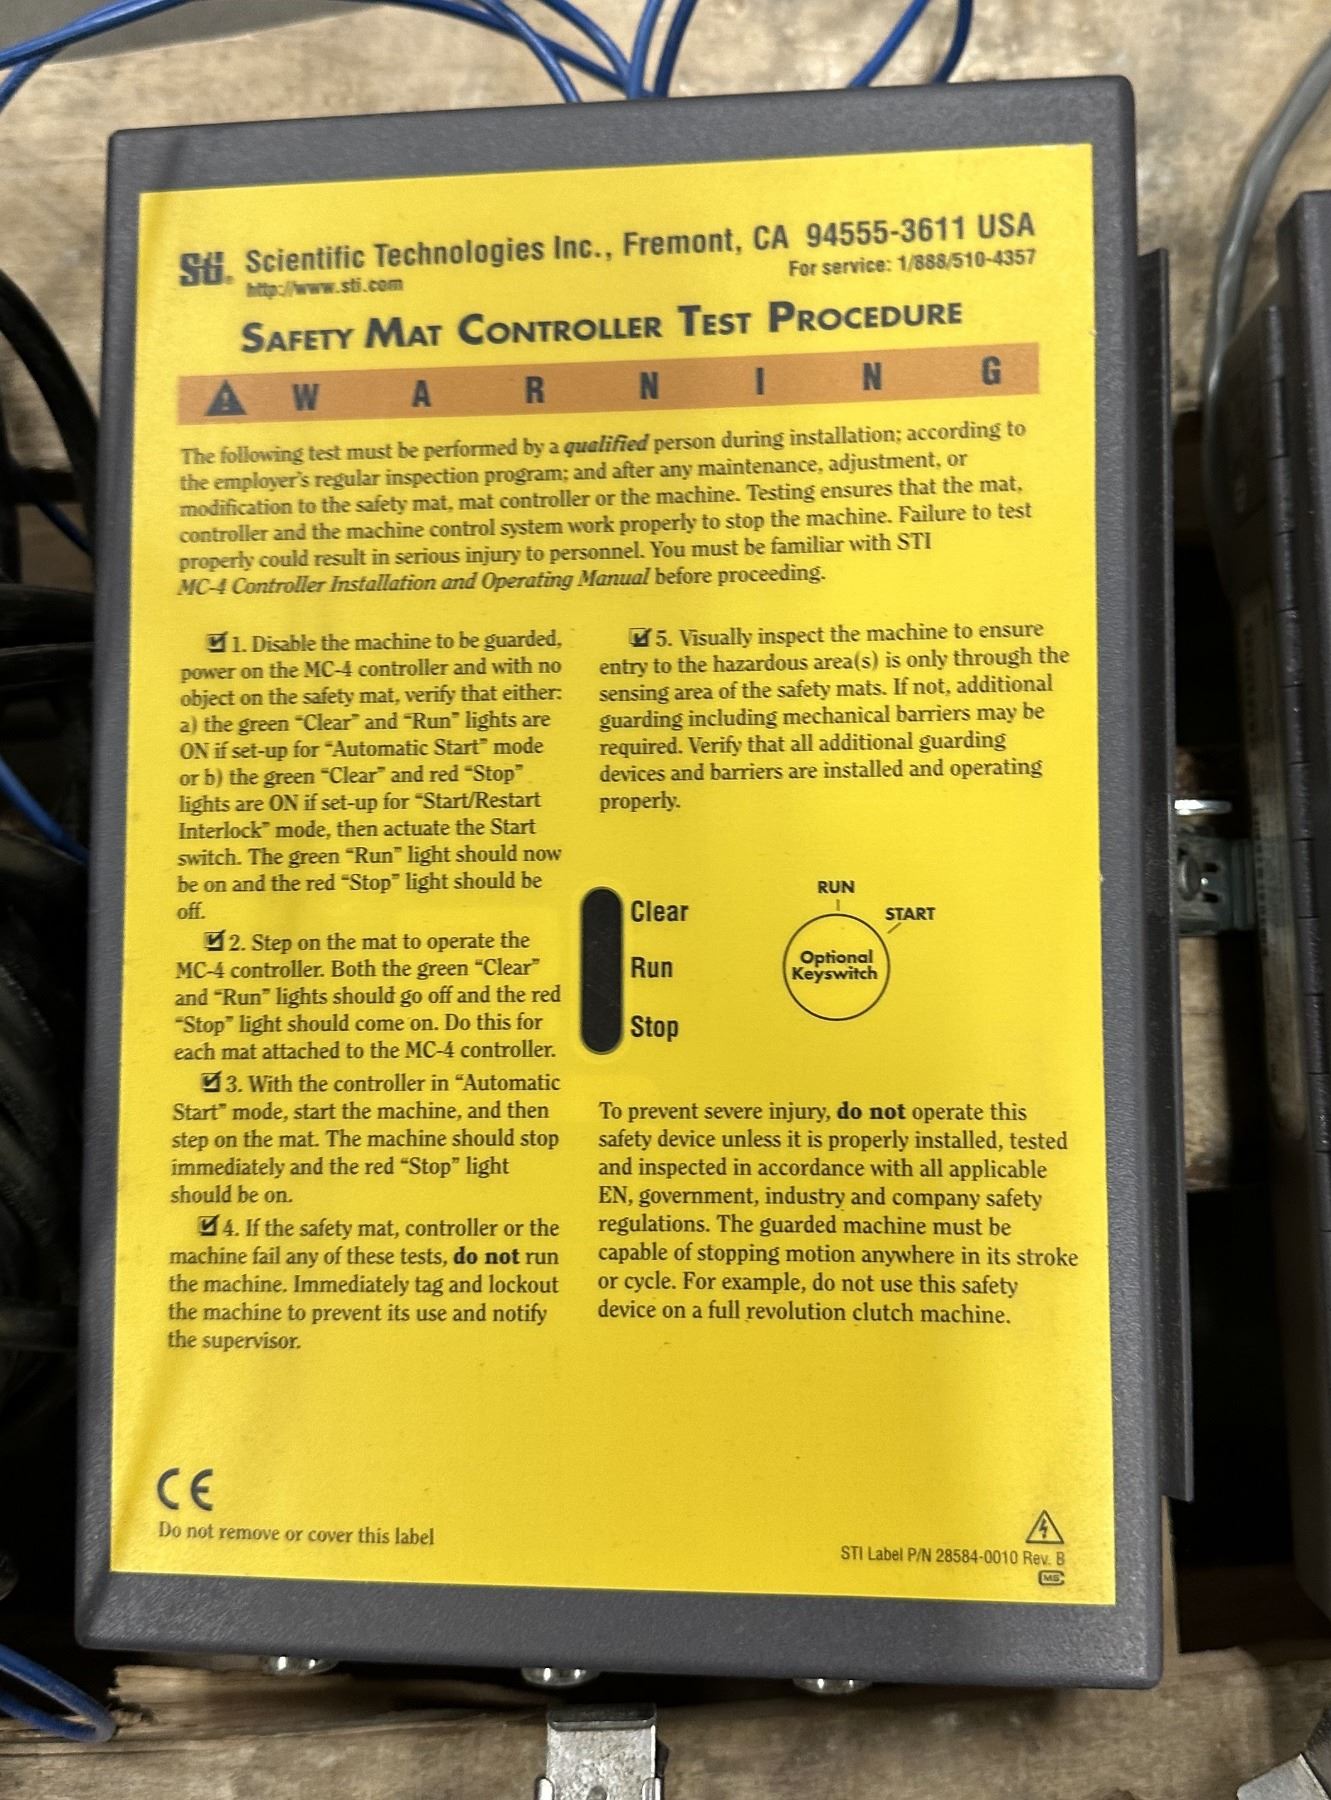 Sti. Scientific Technologies Inc., Fremont, CA 94555-3611 USA
http://www.sti.com
For service: 1/888/510-4357
SAFETY MAT CONTROLLER TEST PROCEDURE
W A R N I N G
The following test must be performed by a qualified person during installation; according to
the employer's regular inspection program; and after any maintenance, adjustment, or
modification to the safety mat, mat controller or the machine. Testing ensures that the mat,
controller and the machine control system work properly to stop the machine. Failure to test
properly could result in serious injury to personnel. You must be familiar with STI
MC-4 Controller Installation and Operating Manual before proceeding.
1. Disable the machine to be guarded,
power on the MC-4 controller and with no
object on the safety mat, verify that either:
a) the green “Clear” and “Run” lights are
ON if set-up for “Automatic Start” mode
or b) the green “Clear” and red “Stop”
lights are ON if set-up for “Start/Restart
Interlock” mode, then actuate the Start
switch. The green “Run” light should now
be on and the red “Stop” light should be
off.
2. Step on the mat to operate the
MC-4 controller. Both the green “Clear”
and “Run” lights should go off and the red
“Stop” light should come on. Do this for
each mat attached to the MC-4 controller.
3. With the controller in “Automatic
Start” mode, start the machine, and then
step on the mat. The machine should stop
immediately and the red “Stop” light
should be on.
4. If the safety mat, controller or the
machine fail any of these tests, do not run
the machine. Immediately tag and lockout
the machine to prevent its use and notify
the supervisor.
5. Visually inspect the machine to ensure
entry to the hazardous area(s) is only through the
sensing area of the safety mats. If not, additional
guarding including mechanical barriers may be
required. Verify that all additional guarding
devices and barriers are installed and operating
properly.
Clear
Run
Stop
RUN
START
Optional
Keyswitch
To prevent severe injury, do not operate this
safety device unless it is properly installed, tested
and inspected in accordance with all applicable
EN, government, industry and company safety
regulations. The guarded machine must be
capable of stopping motion anywhere in its stroke
or cycle. For example, do not use this safety
device on a full revolution clutch machine.
CE
Do not remove or cover this label
STI Label P/N 28584-0010 Rev. B
MS